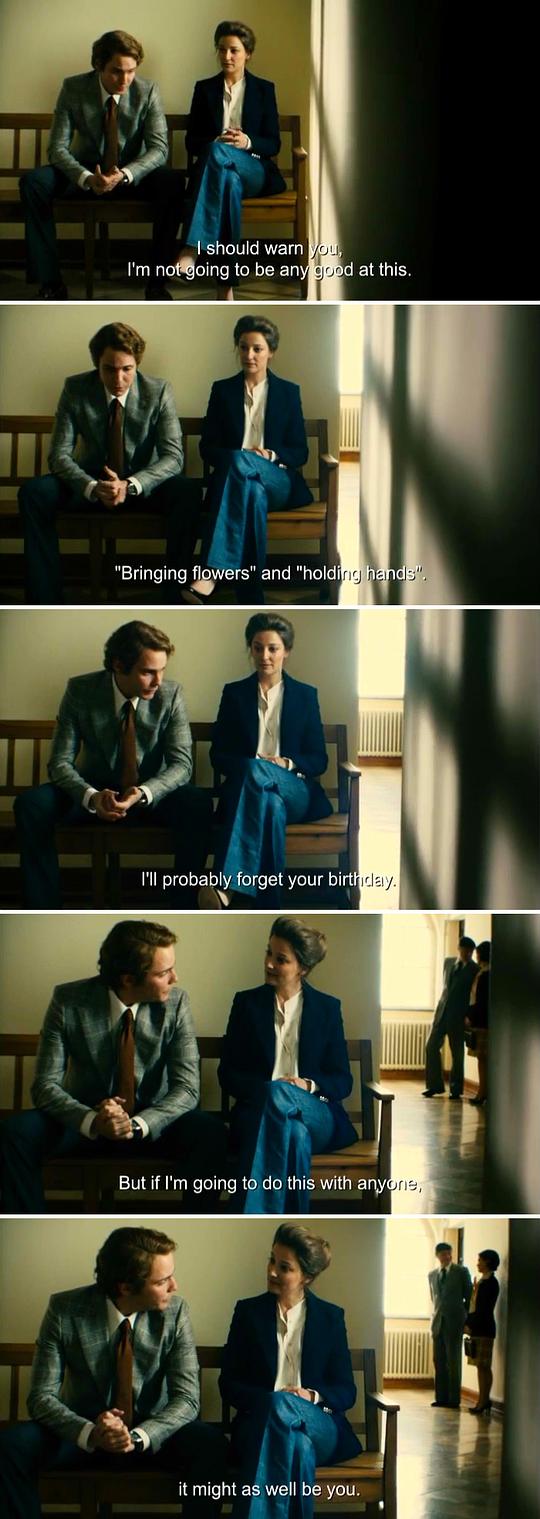 I should warn you,
I'm not going to be any good at this.
"Bringing flowers" and "holding hands".
I'll probably forget your birthday.
But if I'm going to do this with anyone,
it might as well be you.